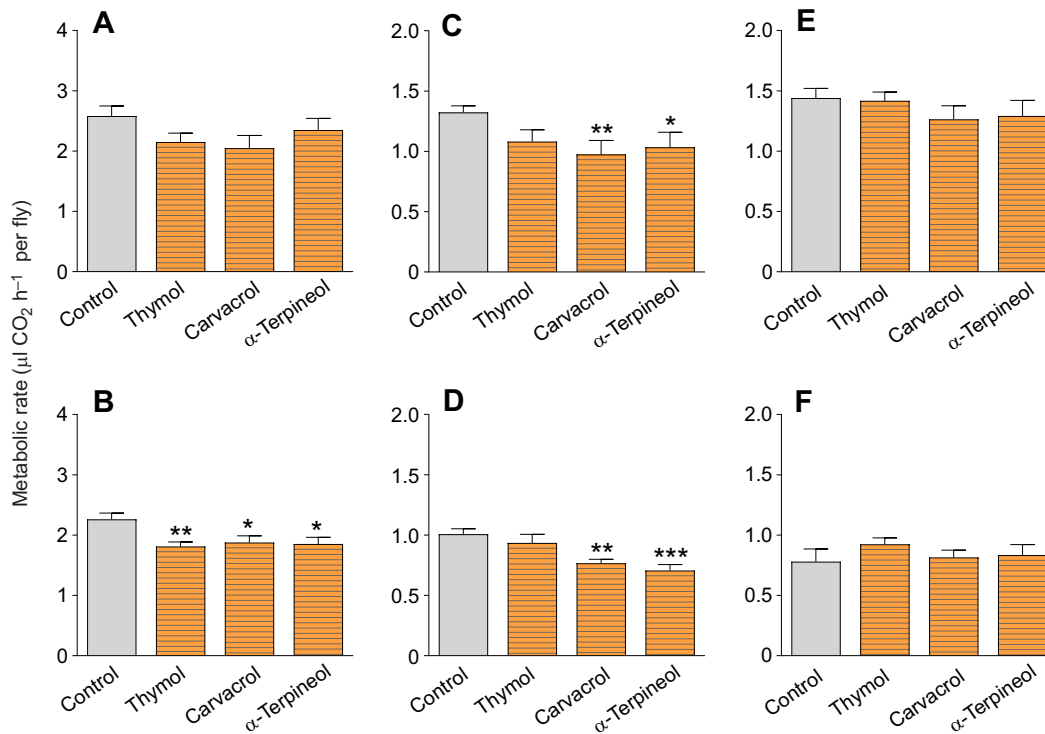 Metabolic rate (µl CO₂ h⁻¹ per fly)
A
4
3
2
1
0
Control
Thymol
Carvacrol
α-Terpineol
C
2.0
1.5
1.0
0.5
0
** *
Control
Thymol
Carvacrol
α-Terpineol
E
2.0
1.5
1.0
0.5
0
Control
Thymol
Carvacrol
α-Terpineol
B
4
3
2
1
0
** * *
Control
Thymol
Carvacrol
α-Terpineol
D
2.0
1.5
1.0
0.5
0
** ***
Control
Thymol
Carvacrol
α-Terpineol
F
2.0
1.5
1.0
0.5
0
Control
Thymol
Carvacrol
α-Terpineol